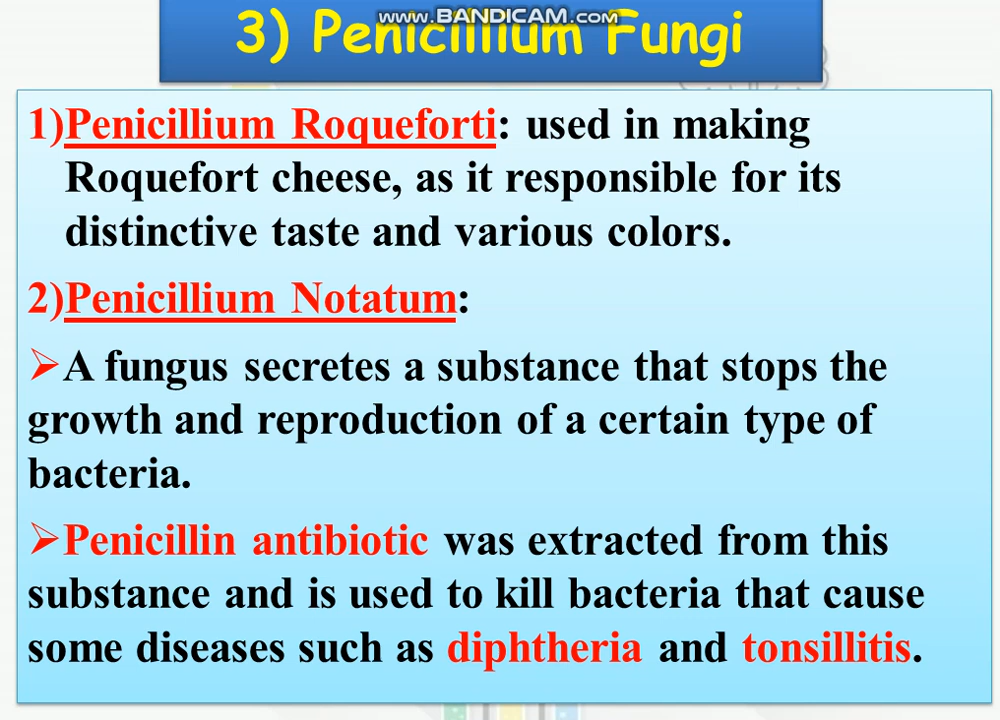 www.BANDICAM.com
3) Penicillium Fungi
1)Penicillium Roqueforti: used in making
Roquefort cheese, as it responsible for its
distinctive taste and various colors.
2)Penicillium Notatum:
➢A fungus secretes a substance that stops the
growth and reproduction of a certain type of
bacteria.
➢Penicillin antibiotic was extracted from this
substance and is used to kill bacteria that cause
some diseases such as diphtheria and tonsillitis.